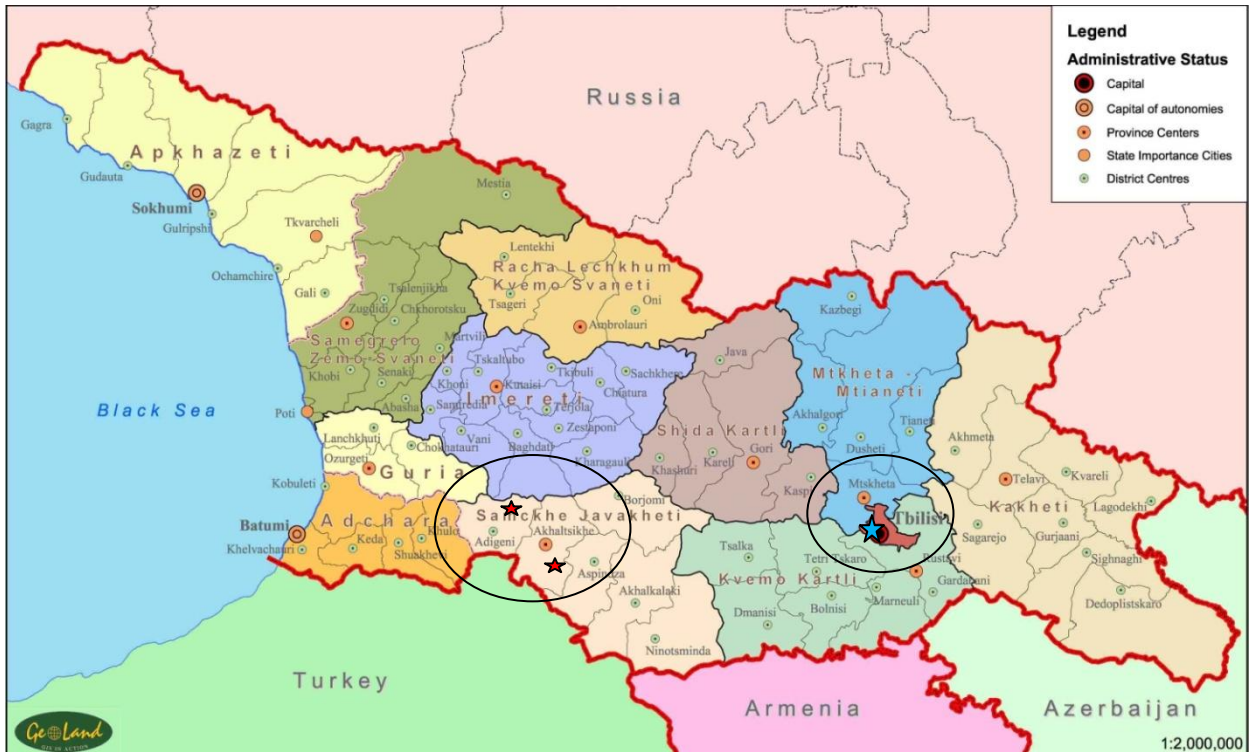 Legend
Administrative Status
Capital
Capital of autonomies
Province Centers
State Importance Cities
District Centres
Russia
Gagra
Apkhazeti
Gudauta
Sokhumi
Gulripshi
Tkvarcheli
Ochamchire
Gali
Mestia
Lentekhi
Racha Lechkhum
Kvemo Svaneti
Tsageri
Oni
Ambrolauri
Kazbegi
Tsalenjikha
Zugdidi
Chkhorotsku
Samegrelo
Zemo Svaneti
Martvili
Khobi
Senaki
Abasha
Poti
Black Sea
Tskaltubo
Tkibuli
Sachkhere
Khoni
Kutaisi
Chiatura
Imereti
Samtredia
Terjola
Vani
Zestaponi
Baghdati
Kharagauli
Java
Mtkheta -
Mtianeti
Akhalgori
Tianeti
Dusheti
Shida Kartli
Gori
Khashuri
Kareli
Kaspi
Mtskheta
Tbilisi
Akhmeta
Telavi
Kvareli
Kakheti
Lagodekhi
Sagarejo
Gurjaani
Sighnaghi
Dedoplistskaro
Lanchkhuti
Chokhatauri
Ozurgeti
Guria
Kobuleti
Batumi
Adchara
Khelvachauri
Keda
Khulo
Shuakhevi
Borjomi
Samckhe Javakheti
Adigeni
Akhaltsikhe
Aspindza
Akhalkalaki
Ninotsminda
Tsalka
Tetri Tskaro
Rustavi
Kvemo Kartli
Gardabani
Marneuli
Bolnisi
Dmanisi
Turkey
Armenia
Azerbaijan
GeoLand
GIS IN ACTION
1:2,000,000